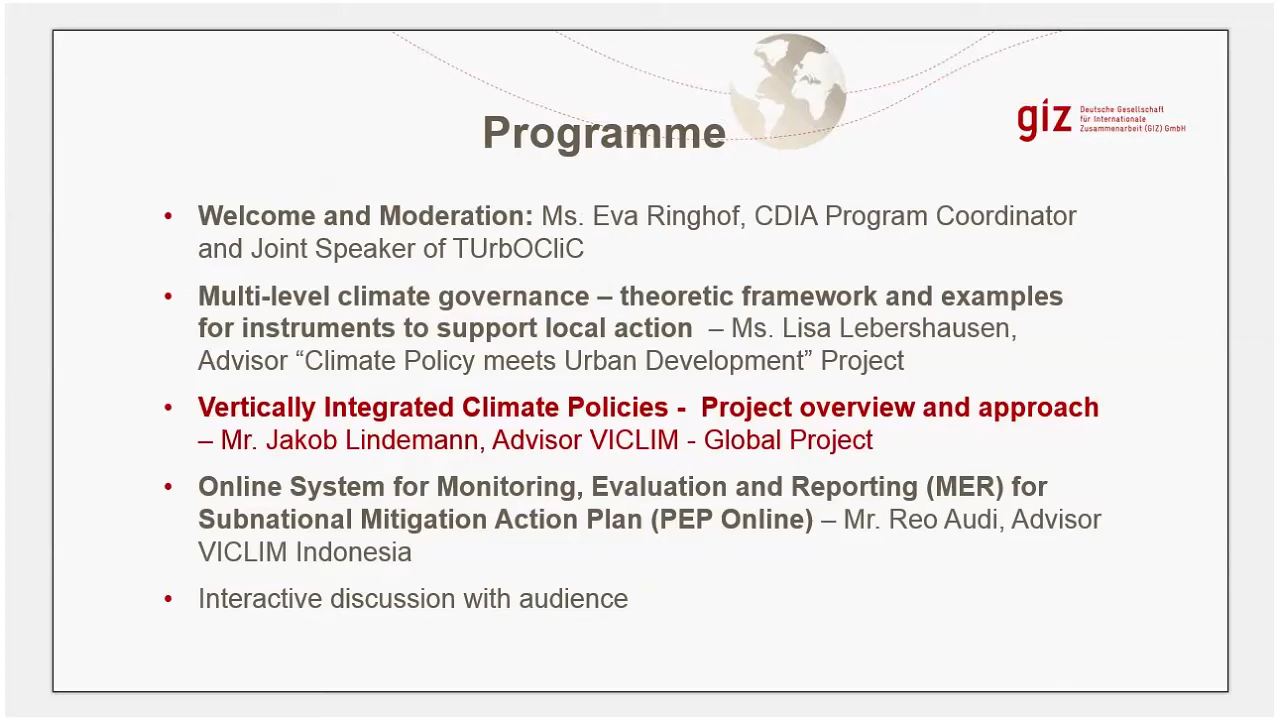 Programme
giz Deutsche Gesellschaft
für Internationale
Zusammenarbeit (GIZ) GmbH
• Welcome and Moderation: Ms. Eva Ringhof, CDIA Program Coordinator
and Joint Speaker of TUrbOCliC
• Multi-level climate governance – theoretic framework and examples
for instruments to support local action – Ms. Lisa Lebershausen,
Advisor “Climate Policy meets Urban Development” Project
• Vertically Integrated Climate Policies - Project overview and approach
– Mr. Jakob Lindemann, Advisor VICLIM - Global Project
• Online System for Monitoring, Evaluation and Reporting (MER) for
Subnational Mitigation Action Plan (PEP Online) – Mr. Reo Audi, Advisor
VICLIM Indonesia
• Interactive discussion with audience